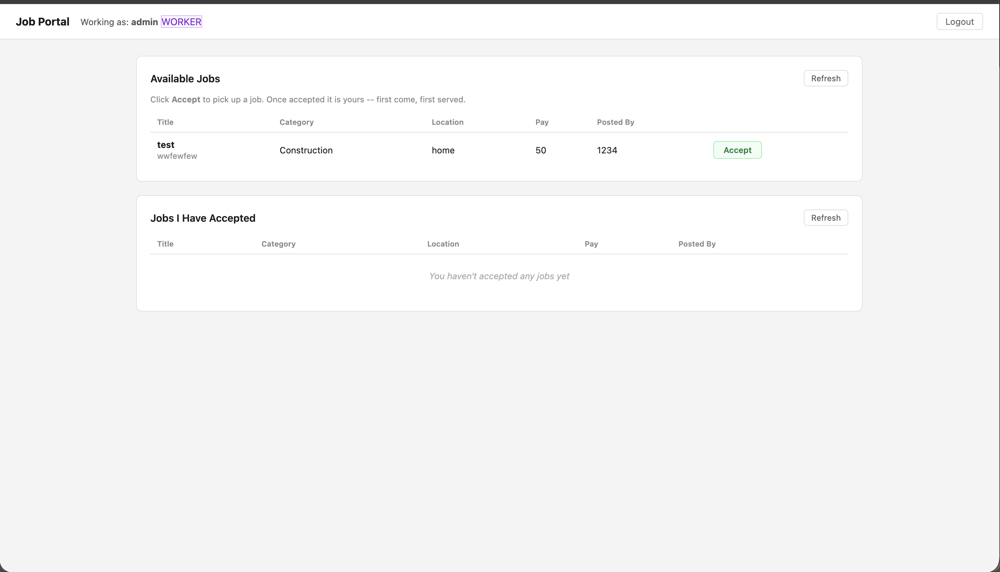 Job Portal Working as: admin WORKER Logout
Available Jobs Refresh
Click Accept to pick up a job. Once accepted it is yours -- first come, first served.
Title Category Location Pay Posted By
test
wwfewfew
Construction home 50 1234 Accept
Jobs I Have Accepted Refresh
Title Category Location Pay Posted By
You haven't accepted any jobs yet